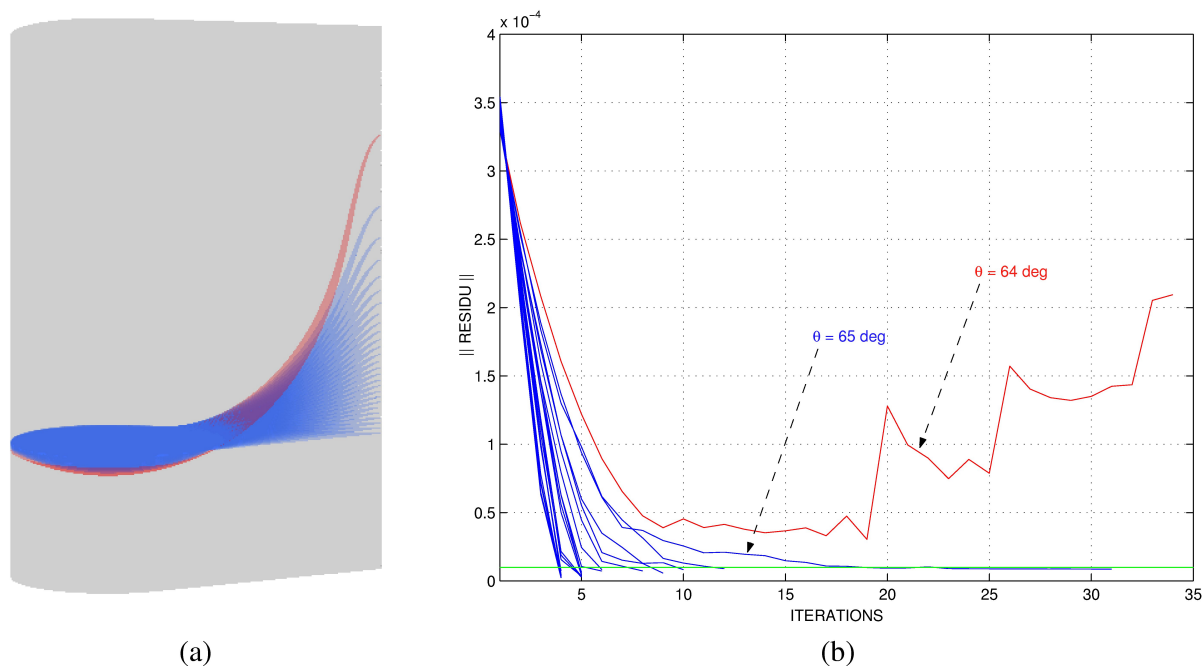 x 10⁻⁴
4
3.5
3
2.5
2
1.5
1
0.5
0
|| RESIDU ||
θ = 64 deg
θ = 65 deg
5 10 15 20 25 30 35
ITERATIONS
(a) (b)